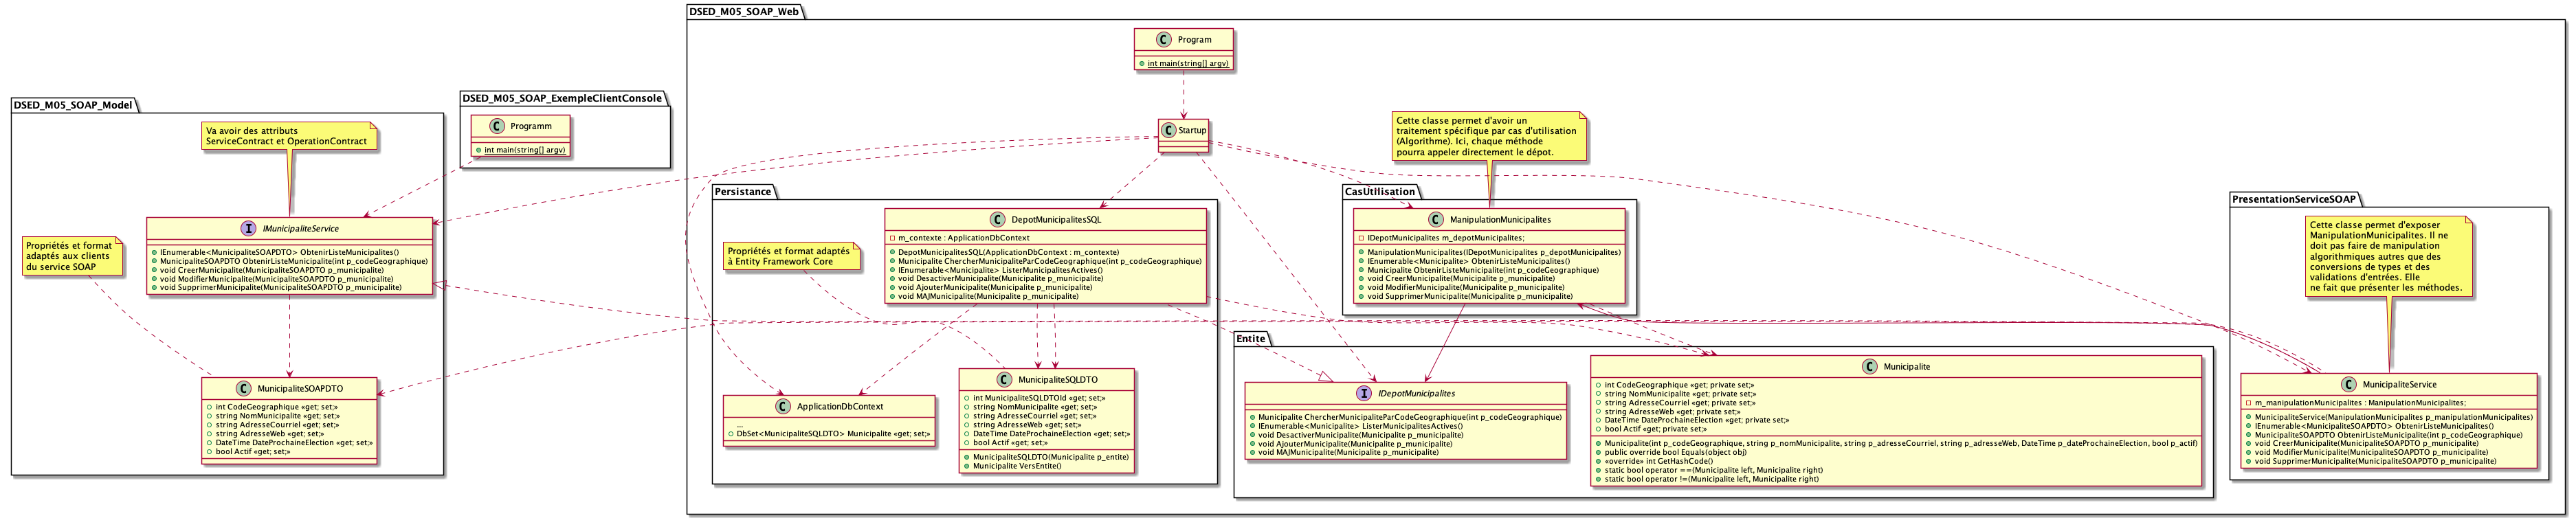 DSED_M05_SOAP_Web
Program
int main(string[] argv)
DSED_M05_SOAP_Model
Va avoir des attributs
ServiceContract et OperationContract
IMunicipaliteService
IEnumerable<MunicipaliteSOAPDTO> ObtenirListeMunicipalites()
MunicipaliteSOAPDTO ObtenirListeMunicipalite(int p_codeGeographique)
void CreerMunicipalite(MunicipaliteSOAPDTO p_municipalite)
void ModifierMunicipalite(MunicipaliteSOAPDTO p_municipalite)
void SupprimerMunicipalite(MunicipaliteSOAPDTO p_municipalite)
Propriétés et format
adaptés aux clients
du service SOAP
MunicipaliteSOAPDTO
int CodeGeographique «get; set;»
string NomMunicipalite «get; set;»
string AdresseCourriel «get; set;»
string AdresseWeb «get; set;»
DateTime DateProchaineElection «get; set;»
bool Actif «get; set;»
DSED_M05_SOAP_ExempleClientConsole
Programm
int main(string[] argv)
Startup
Persistance
DepotMunicipalitesSQL
m_contexte : ApplicationDbContext
DepotMunicipalitesSQL(ApplicationDbContext : m_contexte)
Municipalite ChercherMunicipaliteParCodeGeographique(int p_codeGeographique)
IEnumerable<Municipalite> ListerMunicipalitesActives()
void DesactiverMunicipalite(Municipalite p_municipalite)
void AjouterMunicipalite(Municipalite p_municipalite)
void MAJMunicipalite(Municipalite p_municipalite)
Propriétés et format adaptés
à Entity Framework Core
ApplicationDbContext
...
DbSet<MunicipaliteSQLDTO> Municipalite «get; set;»
MunicipaliteSQLDTO
int MunicipaliteSQLDTOId «get; set;»
string NomMunicipalite «get; set;»
string AdresseCourriel «get; set;»
string AdresseWeb «get; set;»
DateTime DateProchaineElection «get; set;»
bool Actif «get; set;»
MunicipaliteSQLDTO(Municipalite p_entite)
Municipalite VersEntite()
Cette classe permet d'avoir un
traitement spécifique par cas d'utilisation
(Algorithme). Ici, chaque méthode
pourra appeler directement le dépot.
CasUtilisation
ManipulationMunicipalites
IDepotMunicipalites m_depotMunicipalites;
ManipulationMunicipalites(IDepotMunicipalites p_depotMunicipalites)
IEnumerable<Municipalite> ObtenirListeMunicipalites()
Municipalite ObtenirListeMunicipalite(int p_codeGeographique)
void CreerMunicipalite(Municipalite p_municipalite)
void ModifierMunicipalite(Municipalite p_municipalite)
void SupprimerMunicipalite(Municipalite p_municipalite)
Entite
IDepotMunicipalites
Municipalite ChercherMunicipaliteParCodeGeographique(int p_codeGeographique)
IEnumerable<Municipalite> ListerMunicipalitesActives()
void DesactiverMunicipalite(Municipalite p_municipalite)
void AjouterMunicipalite(Municipalite p_municipalite)
void MAJMunicipalite(Municipalite p_municipalite)
Municipalite
int CodeGeographique «get; private set;»
string NomMunicipalite «get; private set;»
string AdresseCourriel «get; private set;»
string AdresseWeb «get; private set;»
DateTime DateProchaineElection «get; private set;»
bool Actif «get; private set;»
Municipalite(int p_codeGeographique, string p_nomMunicipalite, string p_adresseCourriel, string p_adresseWeb, DateTime p_dateProchaineElection, bool p_actif)
public override bool Equals(object obj)
«override» int GetHashCode()
static bool operator ==(Municipalite left, Municipalite right)
static bool operator !=(Municipalite left, Municipalite right)
PresentationServiceSOAP
Cette classe permet d'exposer
ManipulationMunicipalites. Il ne
doit pas faire de manipulation
algorithmiques autres que des
conversions de types et des
validations d'entrées. Elle
ne fait que présenter les méthodes.
MunicipaliteService
m_manipulationMunicipalites : ManipulationMunicipalites;
MunicipaliteService(ManipulationMunicipalites p_manipulationMunicipalites)
IEnumerable<MunicipaliteSOAPDTO> ObtenirListeMunicipalites()
MunicipaliteSOAPDTO ObtenirListeMunicipalite(int p_codeGeographique)
void CreerMunicipalite(MunicipaliteSOAPDTO p_municipalite)
void ModifierMunicipalite(MunicipaliteSOAPDTO p_municipalite)
void SupprimerMunicipalite(MunicipaliteSOAPDTO p_municipalite)